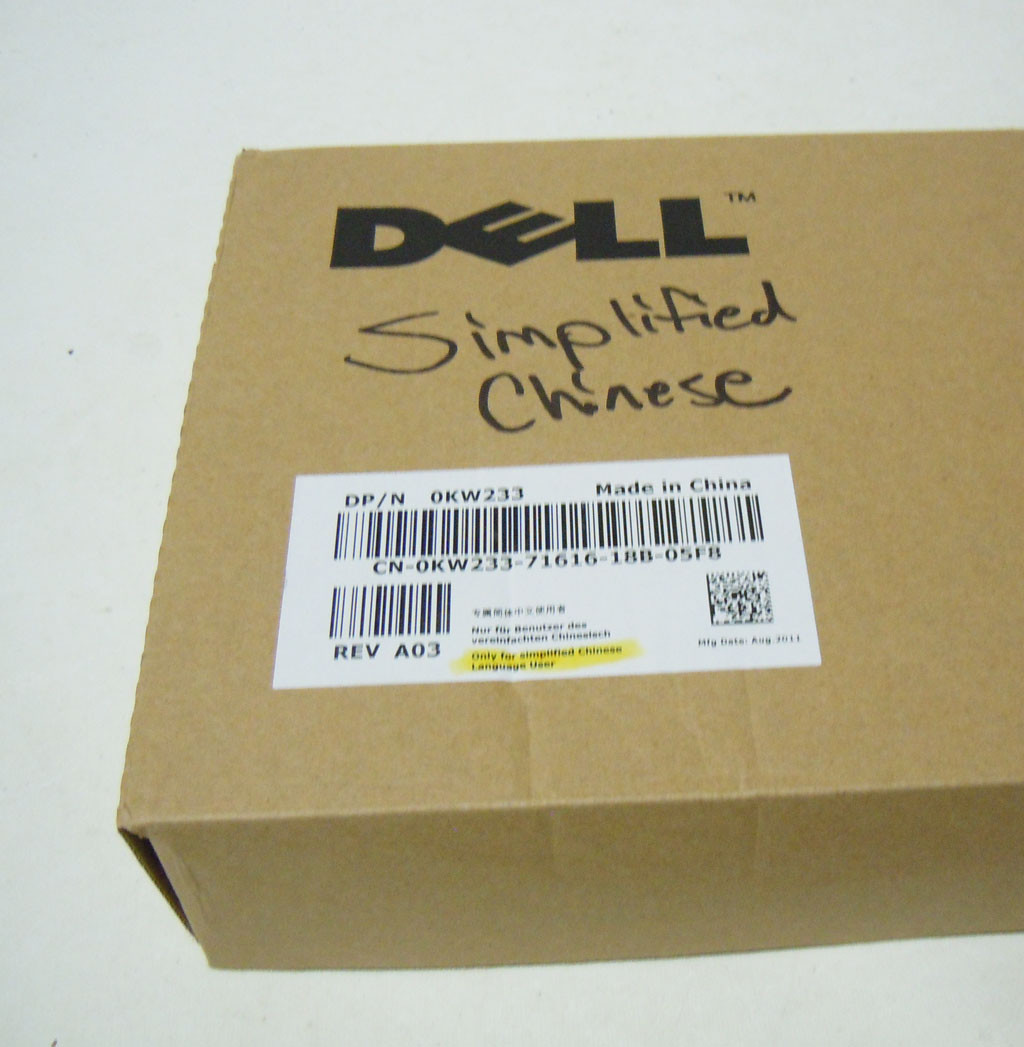 DELL™
Simplified
Chinese
DP/N 0KW233 Made in China
CN-0KW233-71616-18B-05F8
REV A03
专属简体中文使用者
Nur für Benutzer des
vereinfachten Chinesisch
Only for simplified Chinese
Language User
Mfg Date: Aug.2011